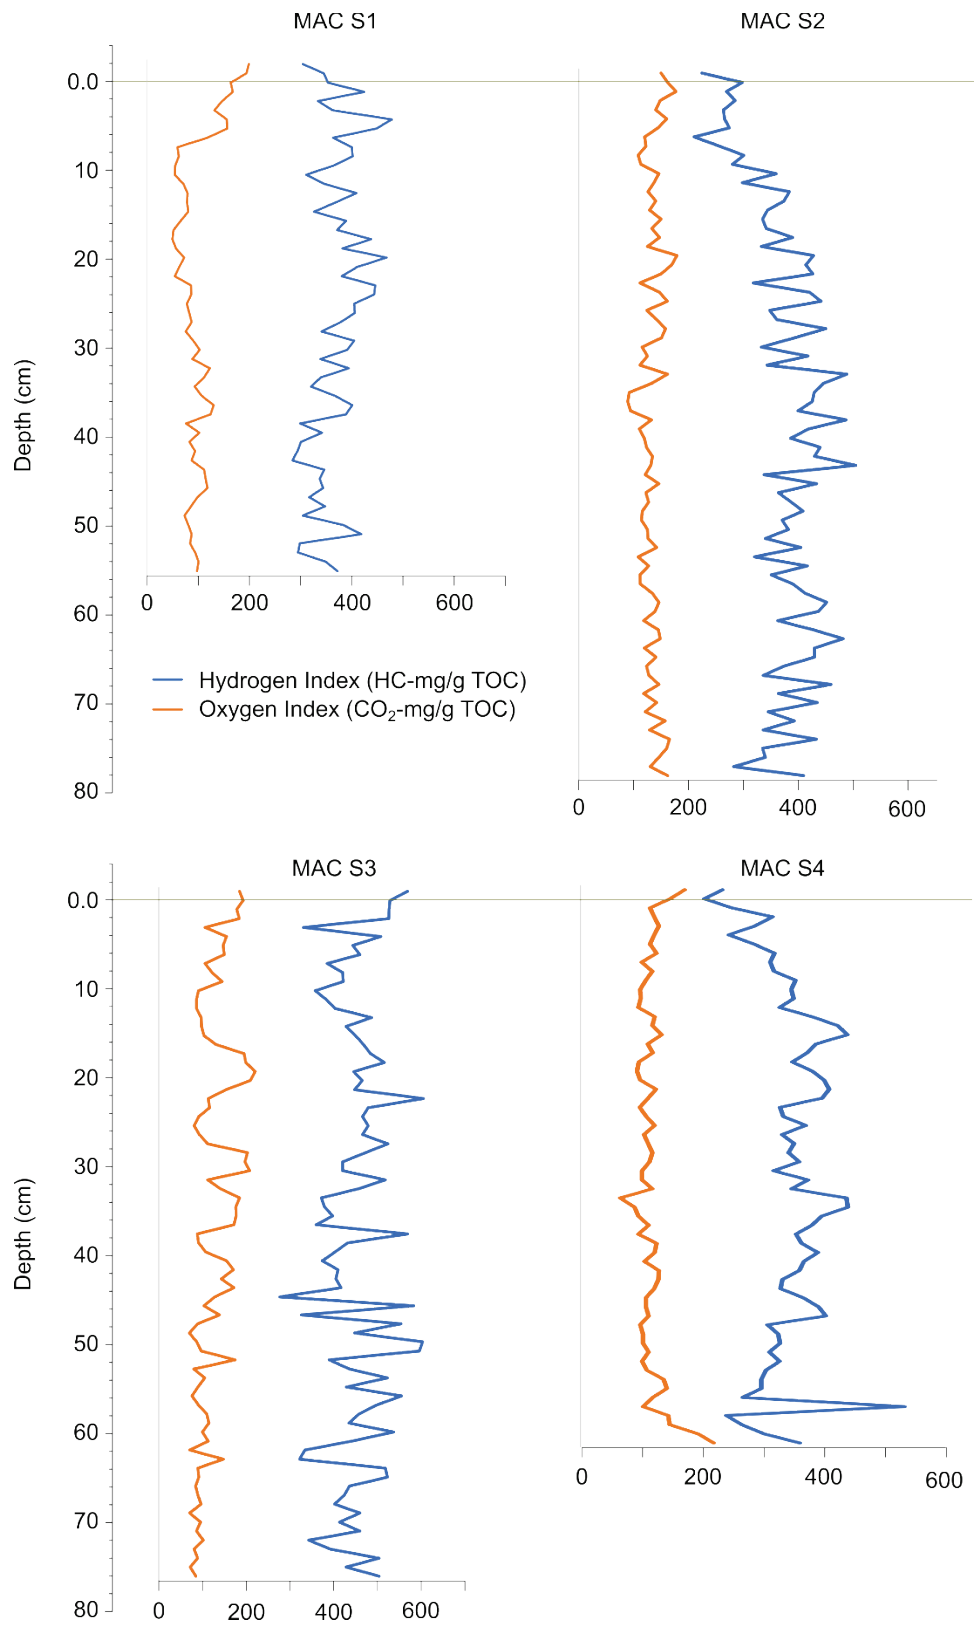 MAC S1
MAC S2
0.0
10
20
30
40
50
60
70
80
Depth (cm)
0 200 400 600
Hydrogen Index (HC-mg/g TOC)
Oxygen Index (CO₂-mg/g TOC)
0 200 400 600
MAC S3
MAC S4
0.0
10
20
30
40
50
60
70
80
Depth (cm)
0 200 400 600
0 200 400 600